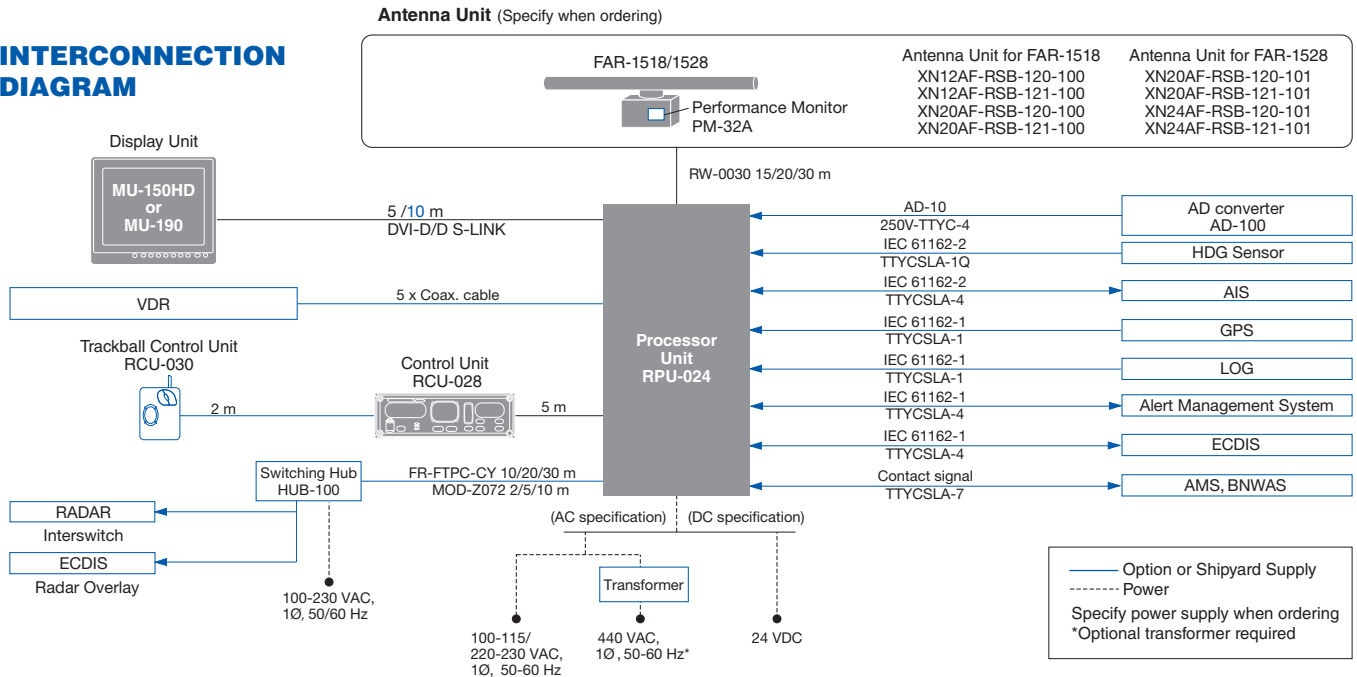 Antenna Unit (Specify when ordering)
INTERCONNECTION
DIAGRAM
FAR-1518/1528
Performance Monitor
PM-32A
Antenna Unit for FAR-1518
XN12AF-RSB-120-100
XN12AF-RSB-121-100
XN20AF-RSB-120-100
XN20AF-RSB-121-100
Antenna Unit for FAR-1528
XN20AF-RSB-120-101
XN20AF-RSB-121-101
XN24AF-RSB-120-101
XN24AF-RSB-121-101
RW-0030 15/20/30 m
Display Unit
MU-150HD
or
MU-190
5 /10 m
DVI-D/D S-LINK
VDR
5 x Coax. cable
Trackball Control Unit
RCU-030
2 m
Control Unit
RCU-028
5 m
Processor
Unit
RPU-024
AD-10
250V-TTYC-4
AD converter
AD-100
IEC 61162-2
TTYCSLA-1Q
HDG Sensor
IEC 61162-2
TTYCSLA-4
AIS
IEC 61162-1
TTYCSLA-1
GPS
IEC 61162-1
TTYCSLA-1
LOG
IEC 61162-1
TTYCSLA-4
Alert Management System
IEC 61162-1
TTYCSLA-4
ECDIS
Contact signal
TTYCSLA-7
AMS, BNWAS
Switching Hub
HUB-100
FR-FTPC-CY 10/20/30 m
MOD-Z072 2/5/10 m
RADAR
Interswitch
ECDIS
Radar Overlay
100-230 VAC,
1Ø, 50/60 Hz
(AC specification)
(DC specification)
Transformer
100-115/
220-230 VAC,
1Ø, 50-60 Hz
440 VAC,
1Ø, 50-60 Hz*
24 VDC
Option or Shipyard Supply
Power
Specify power supply when ordering
*Optional transformer required